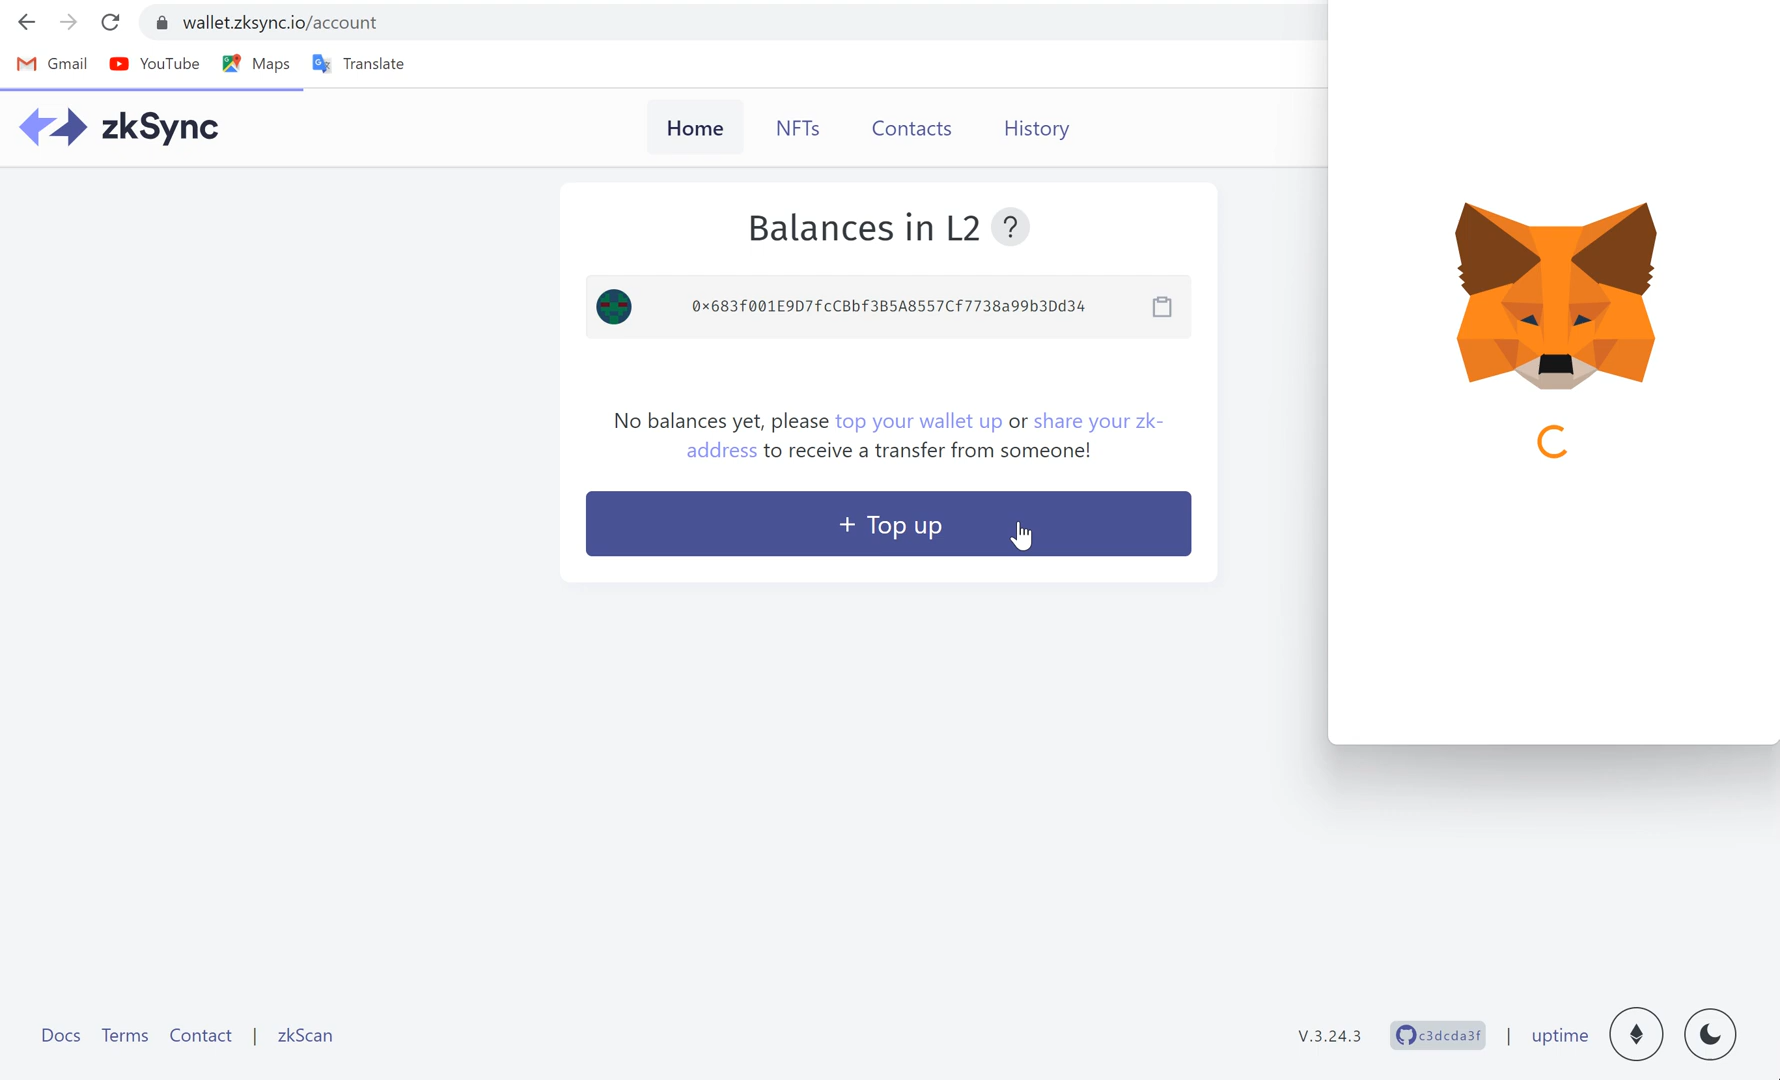 wallet.zksync.io/account
Gmail YouTube Maps Translate
zkSync
Home NFTs Contacts History
Balances in L2 ?
0×683f001E9D7fcCBbf3B5A8557Cf7738a99b3Dd34
No balances yet, please top your wallet up or share your zk-
address to receive a transfer from someone!
+ Top up
Docs Terms Contact | zkScan
V.3.24.3 c3dcda3f | uptime